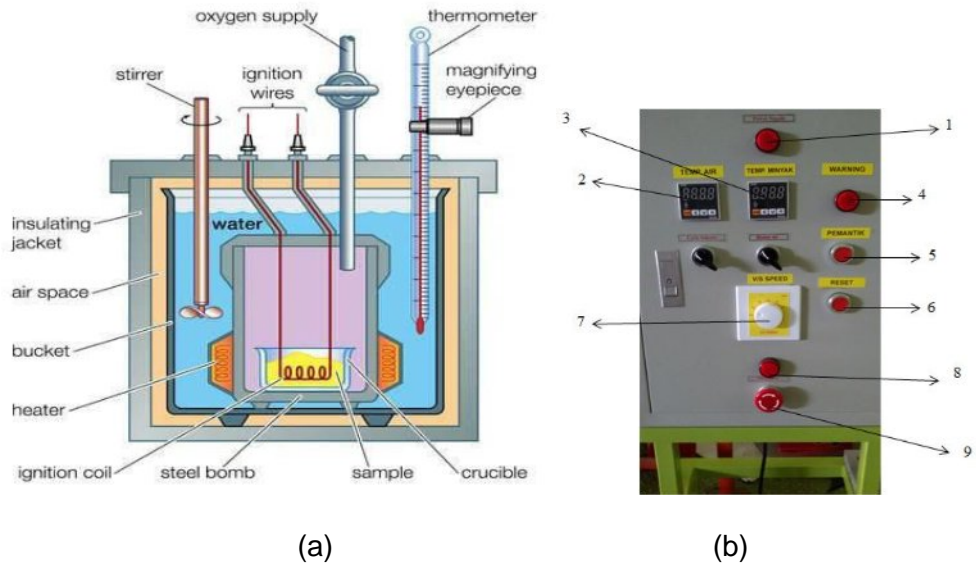 oxygen supply
thermometer
stirrer
ignition
wires
magnifying
eyepiece
insulating
jacket
water
air space
bucket
heater
ignition coil
steel bomb
sample
crucible
(a)
3
1
2
TEMP. AIR
TEMP. MINYAK
WARNING
4
PEMANTIK
5
RESET
6
V/S SPEED
7
8
9
(b)